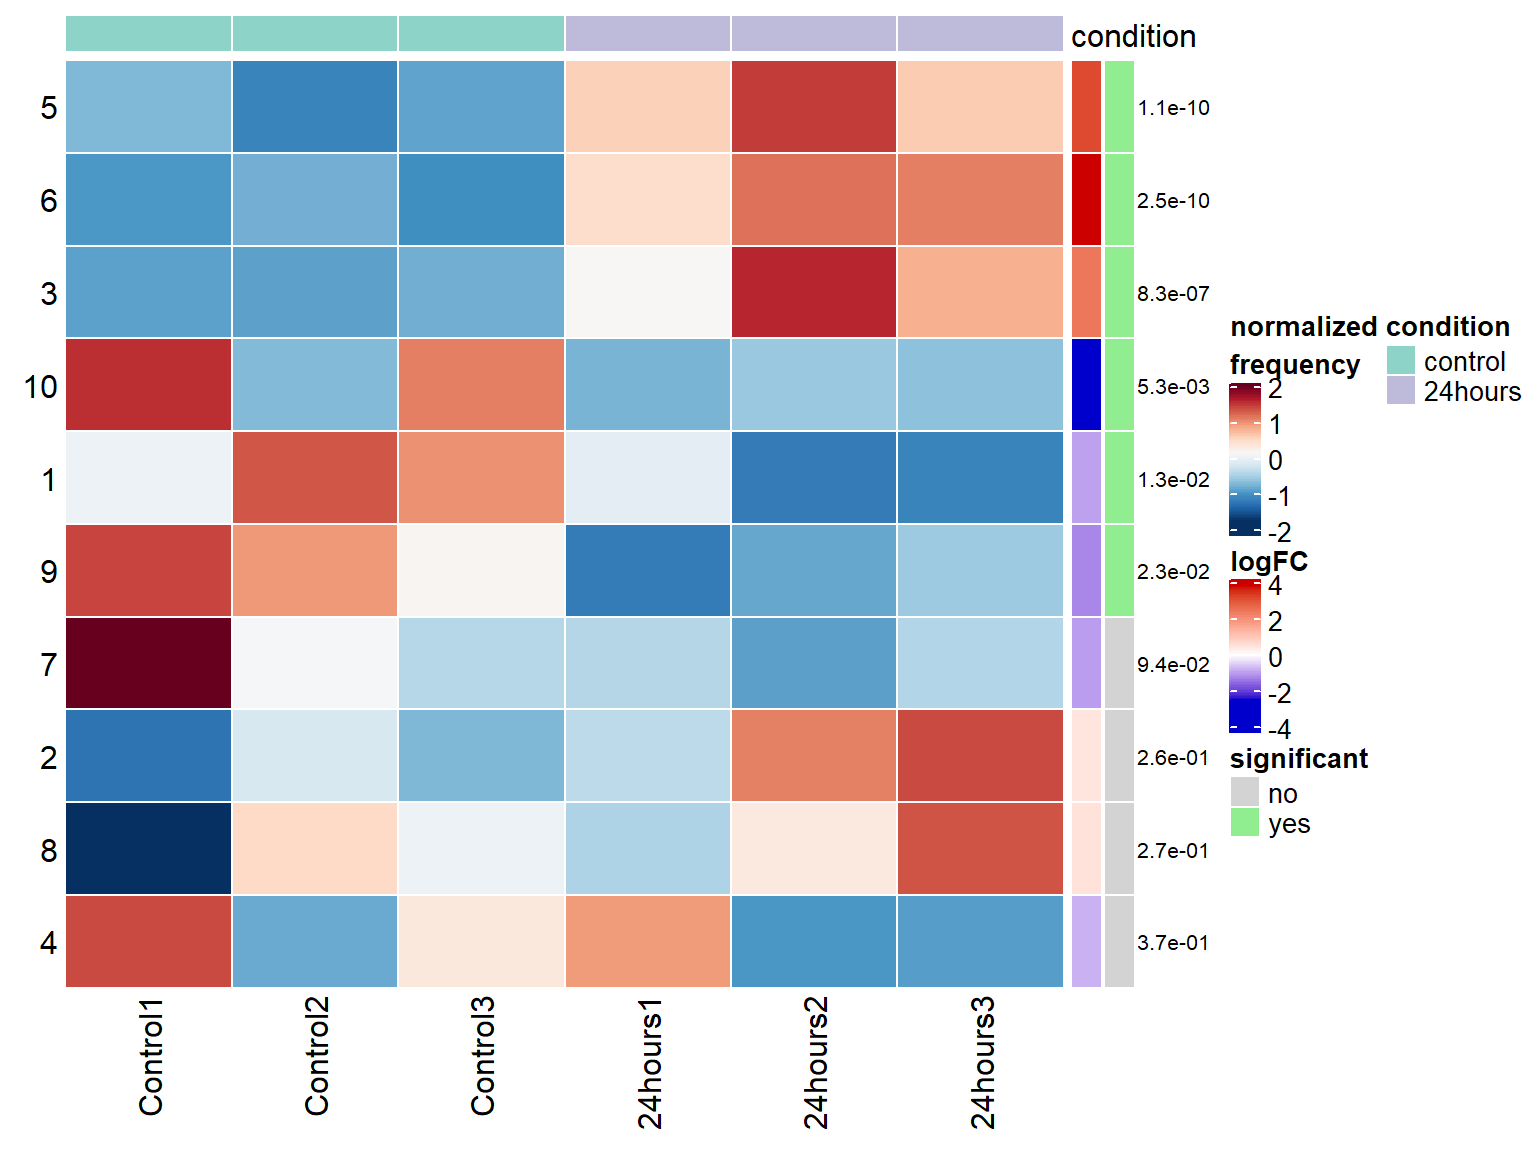 condition
5
1.1e-10
6
2.5e-10
3
8.3e-07
10
5.3e-03
1
1.3e-02
9
2.3e-02
7
9.4e-02
2
2.6e-01
8
2.7e-01
4
3.7e-01
Control1
Control2
Control3
24hours1
24hours2
24hours3
normalized
frequency
2
1
0
-1
-2
logFC
4
2
0
-2
-4
significant
no
yes
condition
control
24hours